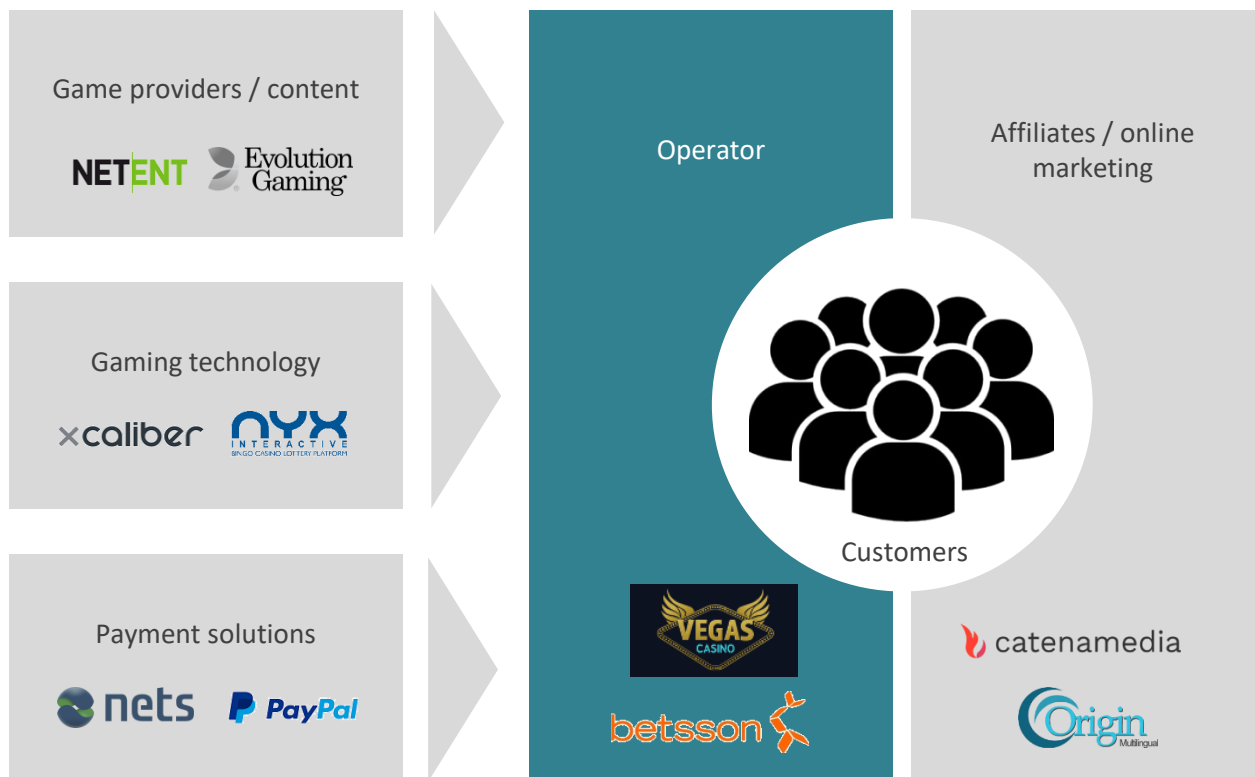 Game providers / content
NETENT
Evolution
Gaming
Gaming technology
xcaliber
nyx
INTERACTIVE
BINGO CASINO LOTTERY PLATFORM
Payment solutions
nets
PayPal
Operator
VEGAS
CASINO
betsson
Customers
Affiliates / online
marketing
catenamedia
Origin
Multilingual